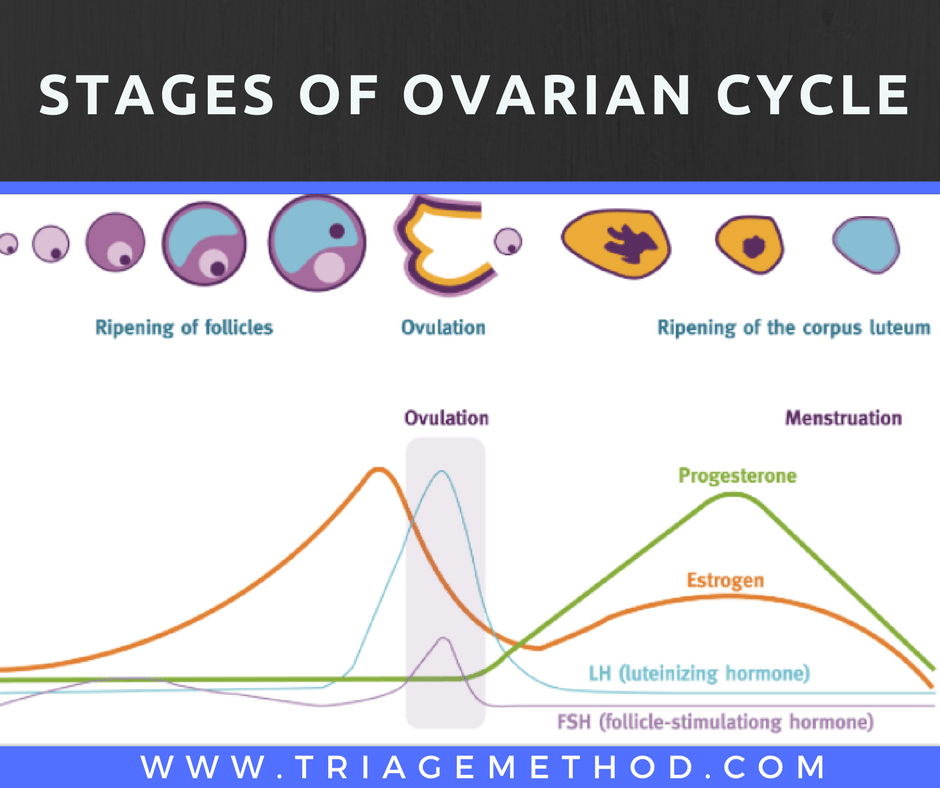 STAGES OF OVARIAN CYCLE
Ripening of follicles
Ovulation
Ripening of the corpus luteum
Ovulation
Menstruation
Progesterone
Estrogen
LH (luteinizing hormone)
FSH (follicle-stimulationg hormone)
WWW.TRIAGEMETHOD.COM